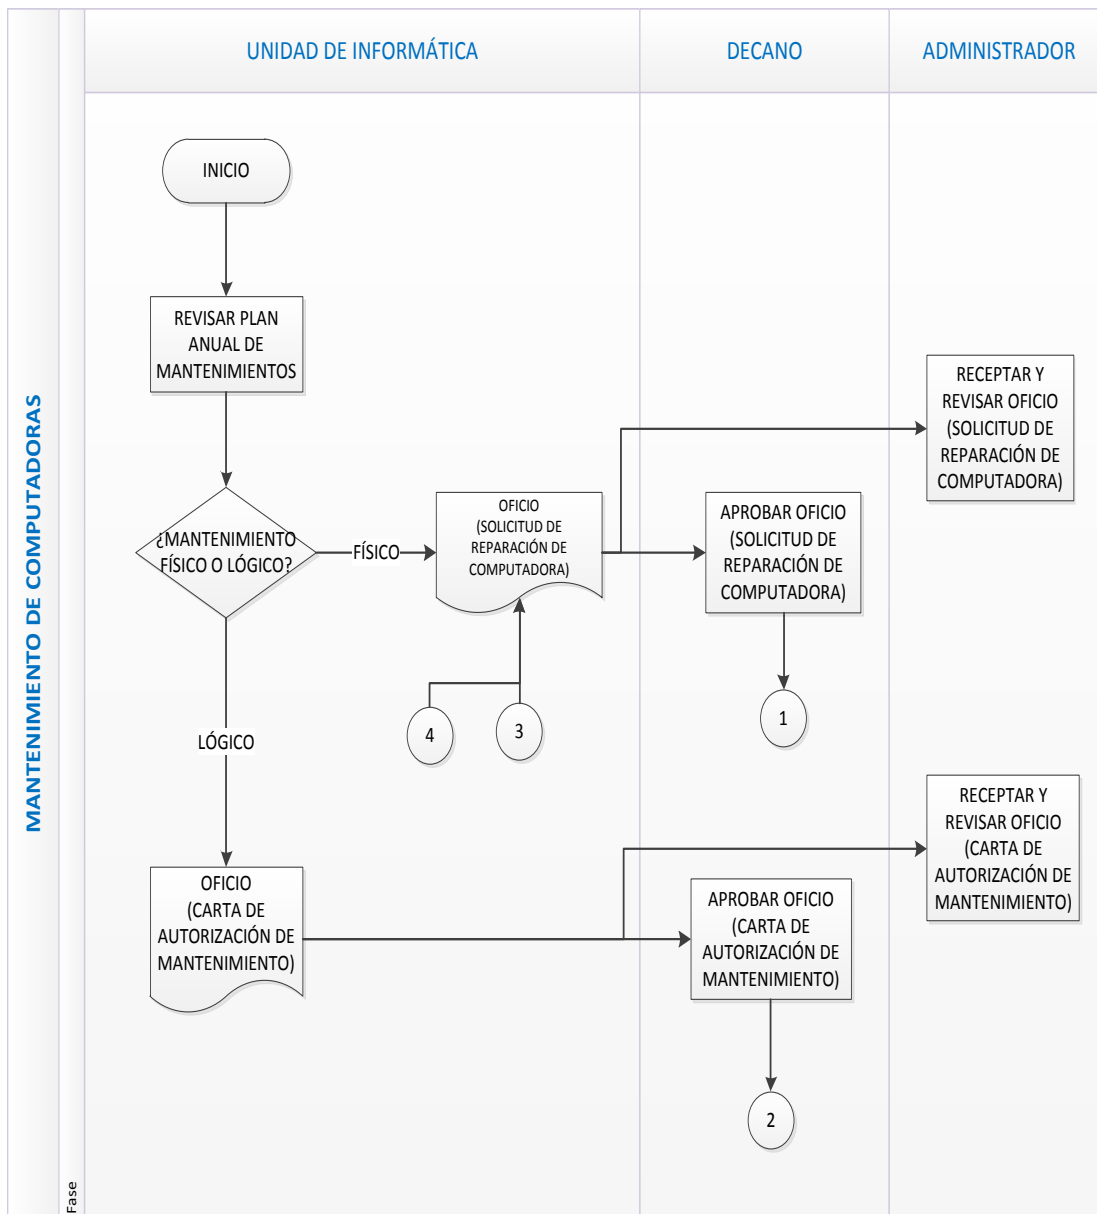 UNIDAD DE INFORMÁTICA
DECANO
ADMINISTRADOR
MANTENIMIENTO DE COMPUTADORAS
Fase
INICIO
REVISAR PLAN
ANUAL DE
MANTENIMIENTOS
¿MANTENIMIENTO
FÍSICO O LÓGICO?
FÍSICO
OFICIO
(SOLICITUD DE
REPARACIÓN DE
COMPUTADORA)
APROBAR OFICIO
(SOLICITUD DE
REPARACIÓN DE
COMPUTADORA)
RECEPTAR Y
REVISAR OFICIO
(SOLICITUD DE
REPARACIÓN DE
COMPUTADORA)
4
3
1
LÓGICO
OFICIO
(CARTA DE
AUTORIZACIÓN DE
MANTENIMIENTO)
APROBAR OFICIO
(CARTA DE
AUTORIZACIÓN DE
MANTENIMIENTO)
RECEPTAR Y
REVISAR OFICIO
(CARTA DE
AUTORIZACIÓN DE
MANTENIMIENTO)
2